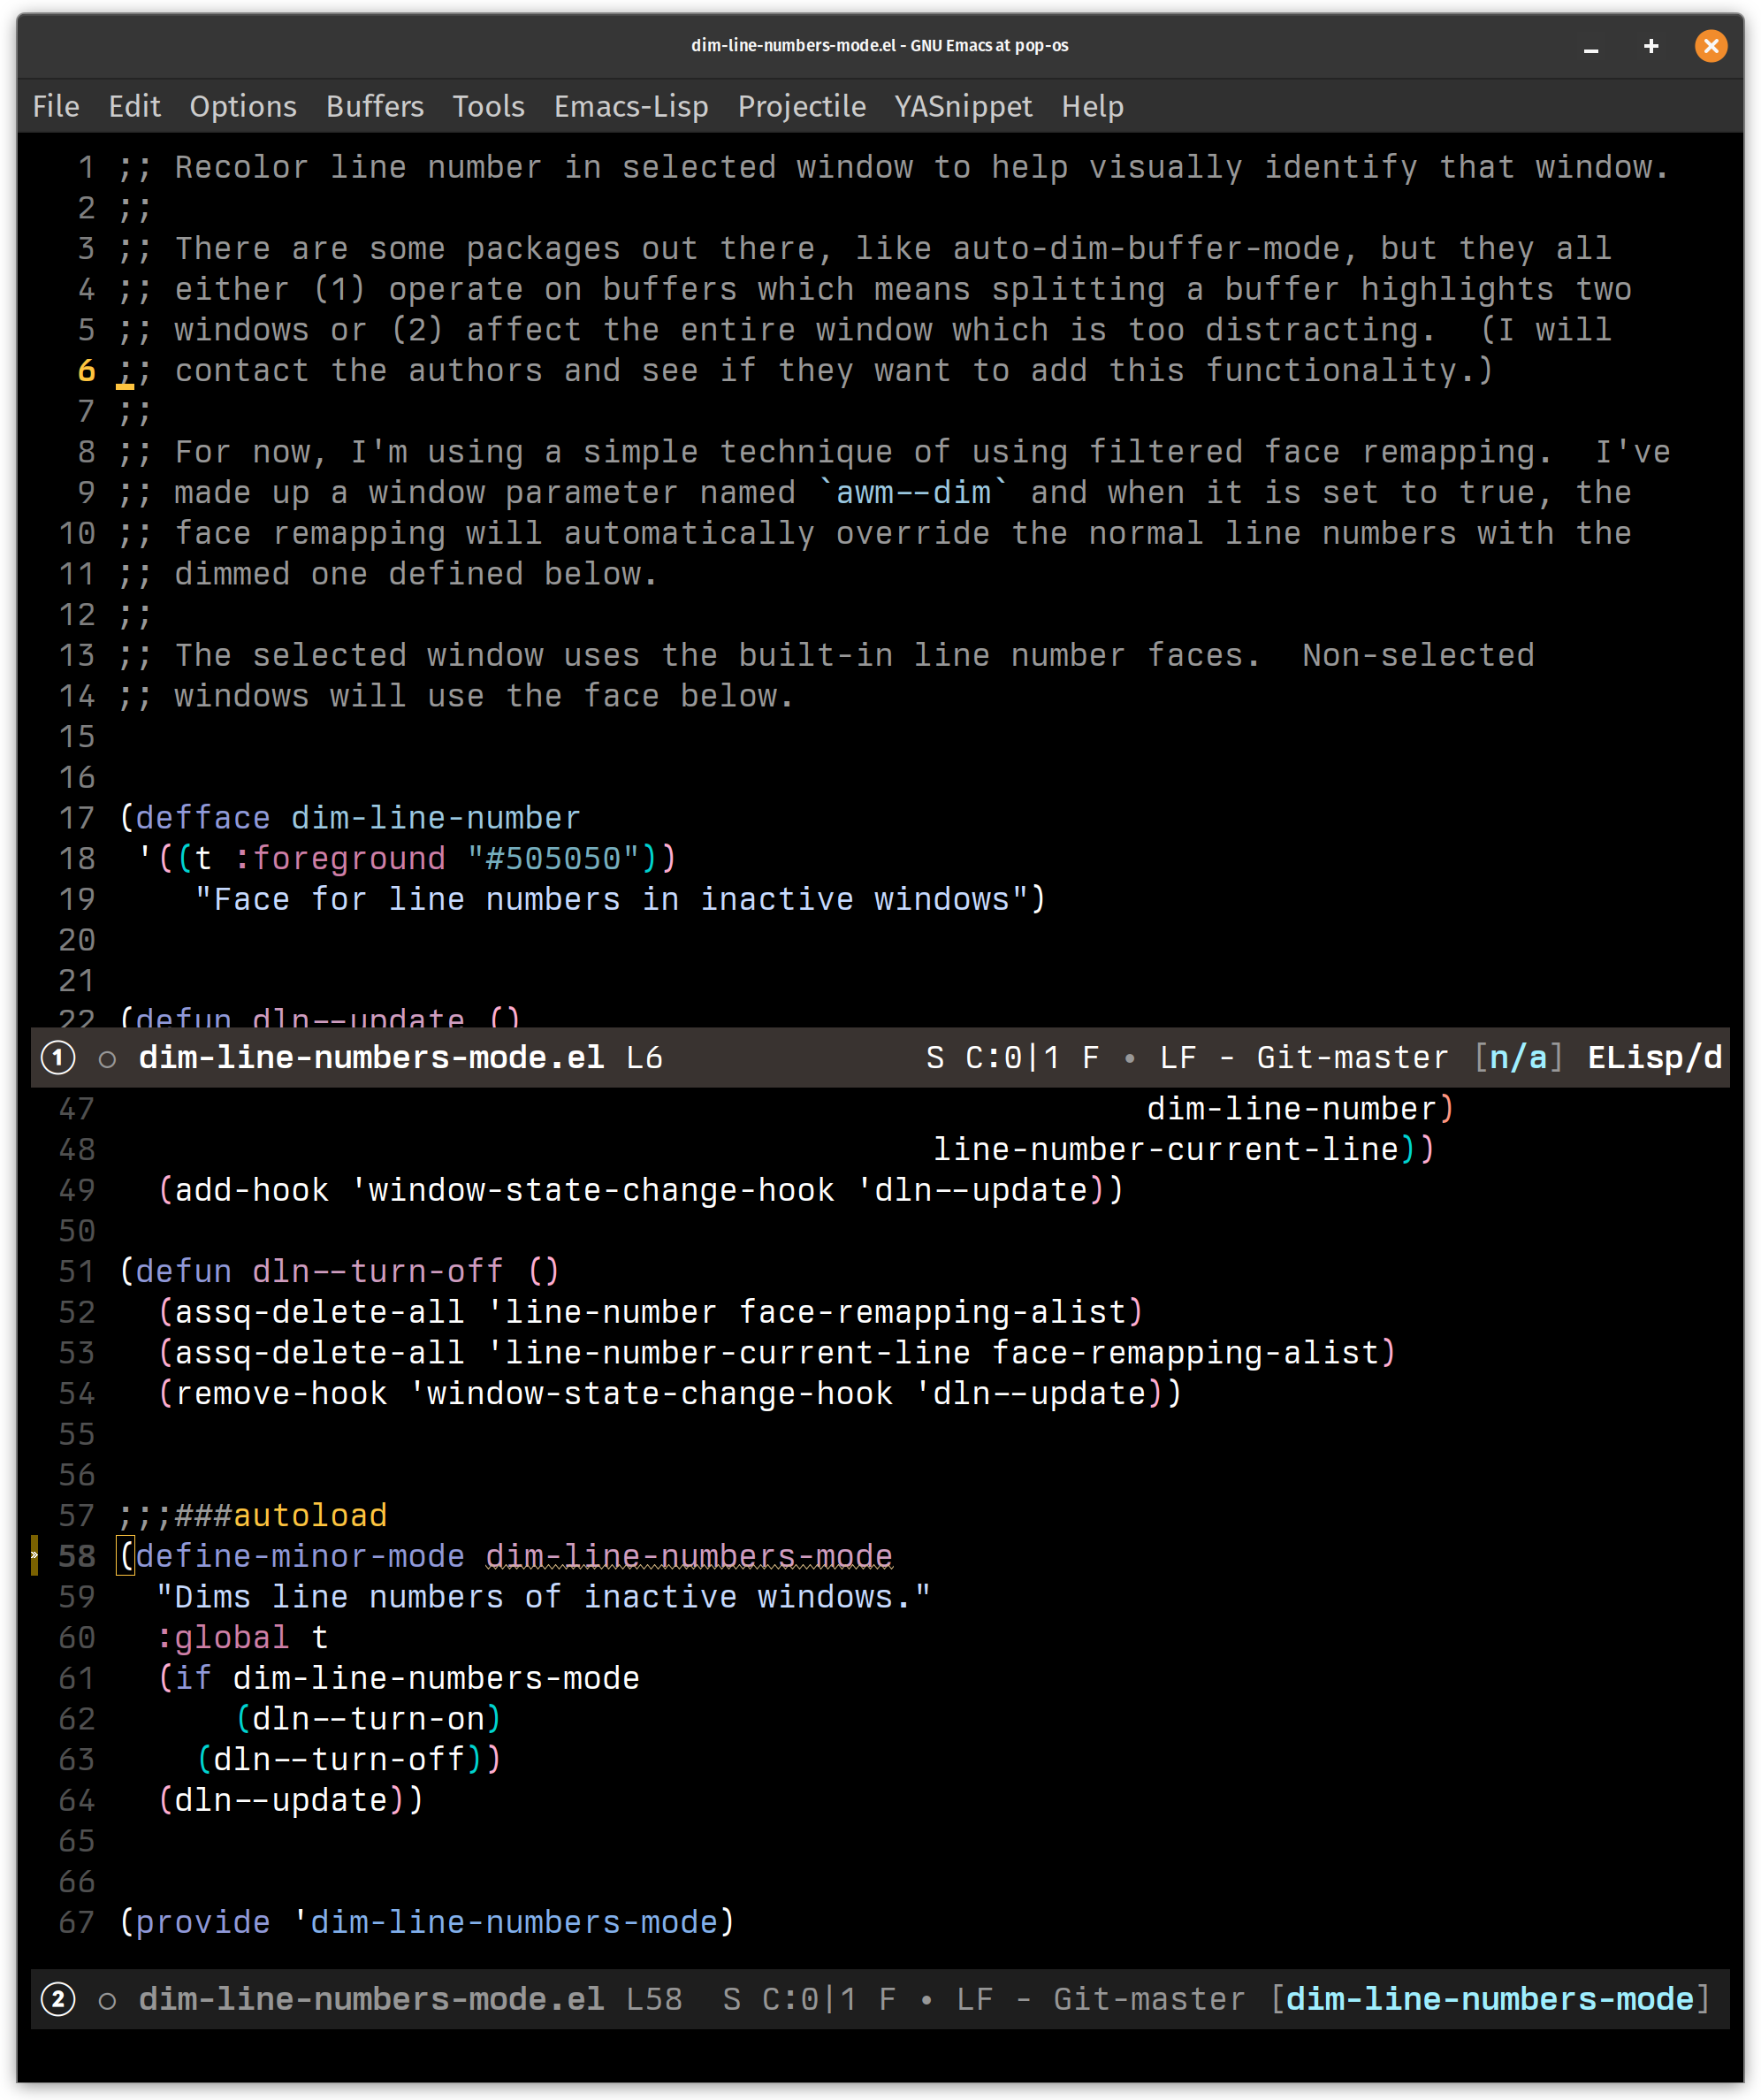 dim-line-numbers-mode.el - GNU Emacs at pop-os
File Edit Options Buffers Tools Emacs-Lisp Projectile YASnippet Help
1 ;; Recolor line number in selected window to help visually identify that window.
2 ;;
3 ;; There are some packages out there, like auto-dim-buffer-mode, but they all
4 ;; either (1) operate on buffers which means splitting a buffer highlights two
5 ;; windows or (2) affect the entire window which is too distracting.  (I will
6 ;; contact the authors and see if they want to add this functionality.)
7 ;;
8 ;; For now, I'm using a simple technique of using filtered face remapping.  I've
9 ;; made up a window parameter named `awm--dim` and when it is set to true, the
10 ;; face remapping will automatically override the normal line numbers with the
11 ;; dimmed one defined below.
12 ;;
13 ;; The selected window uses the built-in line number faces.  Non-selected
14 ;; windows will use the face below.
15
16
17 (defface dim-line-number
18  '((t :foreground "#505050"))
19     "Face for line numbers in inactive windows")
20
21
22 (defun dln--update ()
① ○ dim-line-numbers-mode.el L6 S C:0|1 F • LF - Git-master [n/a] ELisp/d
47                                                      dim-line-number)
48                                           line-number-current-line))
49   (add-hook 'window-state-change-hook 'dln--update))
50
51 (defun dln--turn-off ()
52   (assq-delete-all 'line-number face-remapping-alist)
53   (assq-delete-all 'line-number-current-line face-remapping-alist)
54   (remove-hook 'window-state-change-hook 'dln--update))
55
56
57 ;;;###autoload
» 58 (define-minor-mode dim-line-numbers-mode
59   "Dims line numbers of inactive windows."
60   :global t
61   (if dim-line-numbers-mode
62       (dln--turn-on)
63     (dln--turn-off))
64   (dln--update))
65
66
67 (provide 'dim-line-numbers-mode)
② ○ dim-line-numbers-mode.el L58 S C:0|1 F • LF - Git-master [dim-line-numbers-mode]